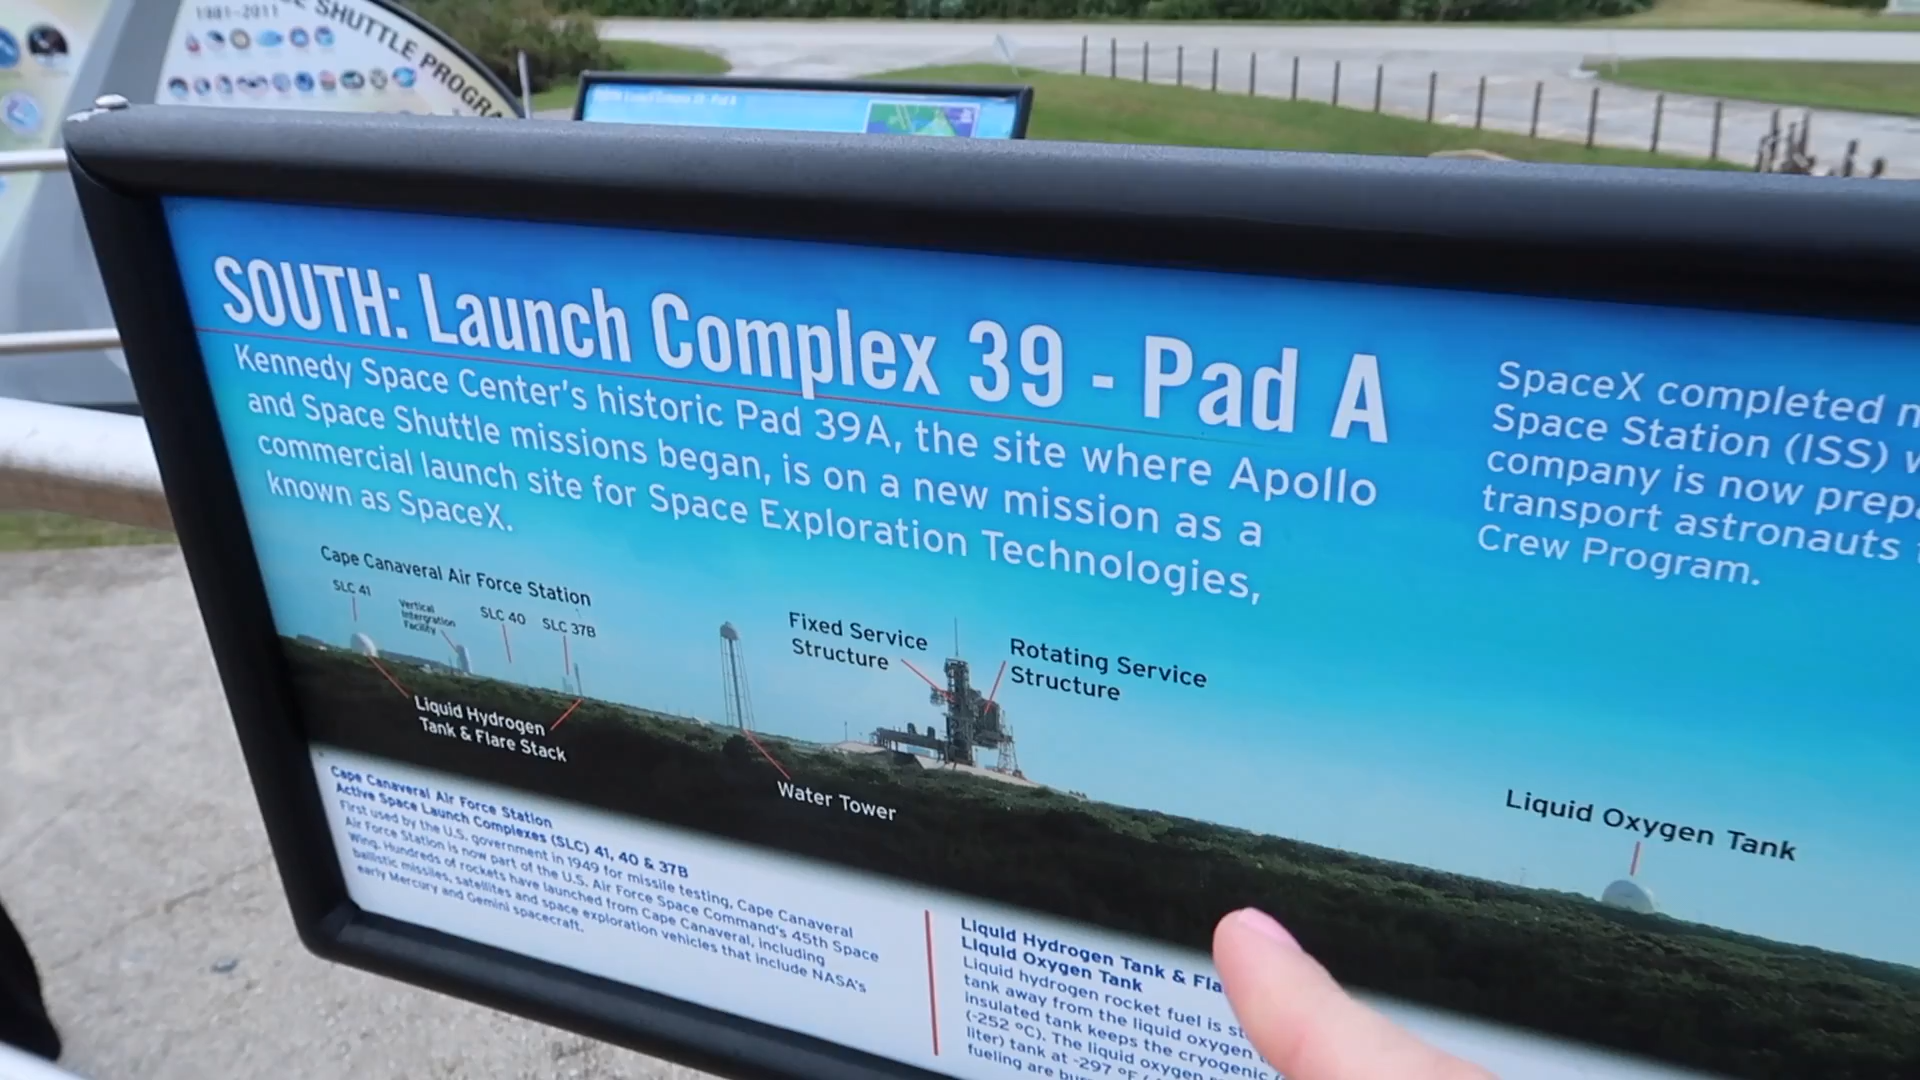 1981-2011
SHUTTLE PROGRA
SOUTH: Launch Complex 39 - Pad A
Kennedy Space Center's historic Pad 39A, the site where Apollo
and Space Shuttle missions began, is on a new mission as a
commercial launch site for Space Exploration Technologies,
known as SpaceX.
SpaceX completed
Space Station (ISS)
company is now
transport astronauts
Crew Program.
Cape Canaveral Air Force Station
SLC 41
Vertical
Intergration
Facility
SLC 40
SLC 37B
Liquid Hydrogen
Tank & Flare Stack
Water Tower
Fixed Service
Structure
Rotating Service
Structure
Liquid Oxygen Tank
Cape Canaveral Air Force Station
Active Space Launch Complexes (SLC) 41, 40 & 37B
First used by the U.S. government in 1949 for missile testing, Cape Canaveral
Air Force Station is now part of the U.S. Air Force Space Command's 45th Space
Wing. Hundreds of rockets have launched from Cape Canaveral, including
ballistic missiles, satellites and space exploration vehicles that include NASA's
early Mercury and Gemini spacecraft.
Liquid Hydrogen Tank & Fla
Liquid Oxygen Tank
Liquid hydrogen rocket fuel is
tank away from the liquid oxygen
insulated tank keeps the cryogenic
(-252 ºC). The liquid oxygen
liter) tank at -297 ºF
fueling are